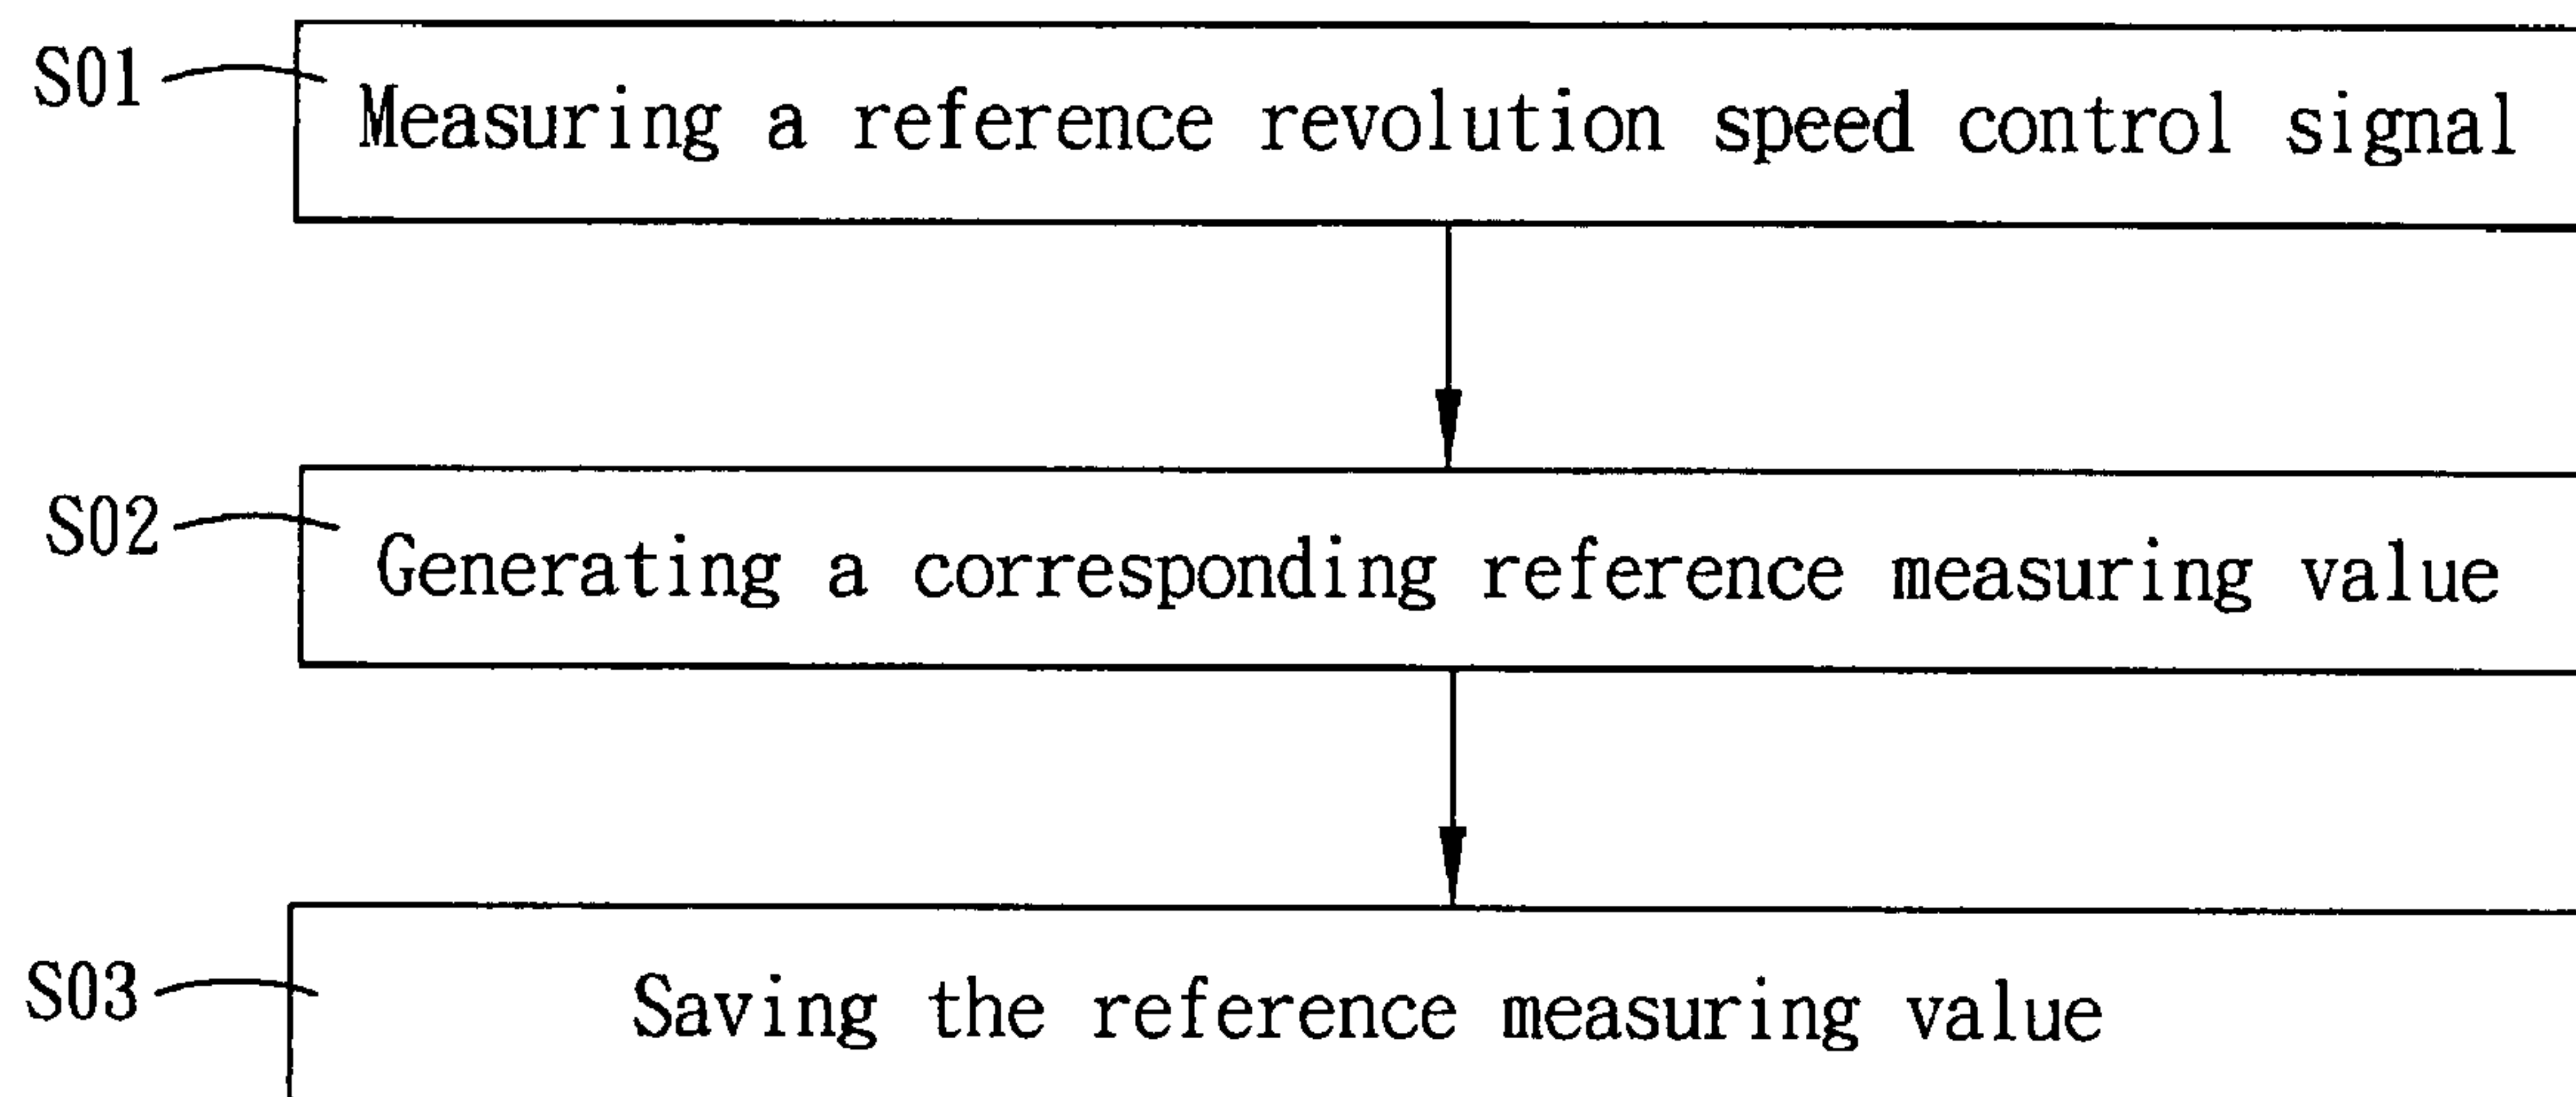 S01 Measuring a reference revolution speed control signal
S02 Generating a corresponding reference measuring value
S03 Saving the reference measuring value